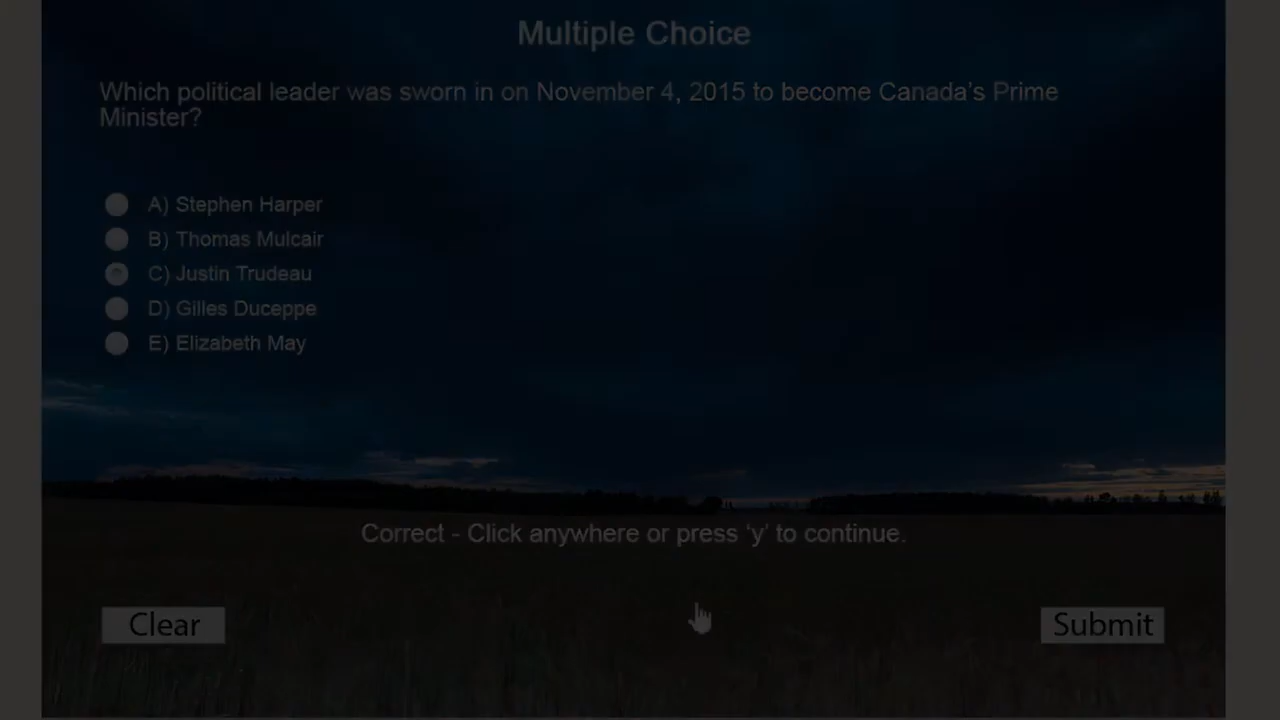 Multiple Choice
Which political leader was sworn in on November 4, 2015 to become Canada's Prime
Minister?
A) Stephen Harper
B) Thomas Mulcair
C) Justin Trudeau
D) Gilles Duceppe
E) Elizabeth May
Correct - Click anywhere or press ‘y’ to continue.
Clear
Submit